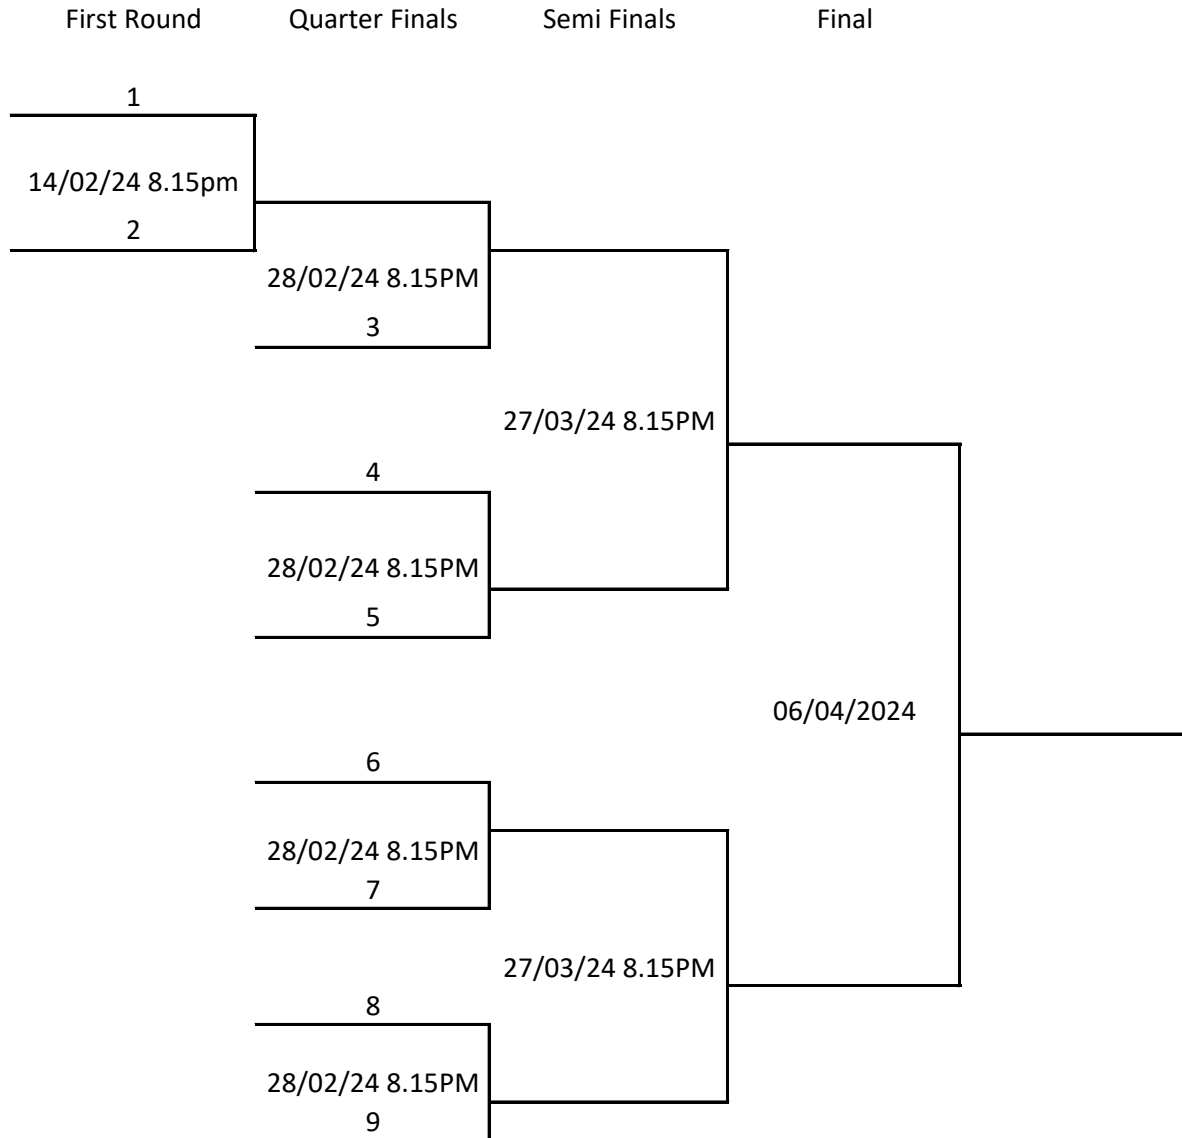 First Round Quarter Finals Semi Finals Final
1
14/02/24 8.15pm
2
28/02/24 8.15PM
3
27/03/24 8.15PM
4
28/02/24 8.15PM
5
06/04/2024
6
28/02/24 8.15PM
7
27/03/24 8.15PM
8
28/02/24 8.15PM
9